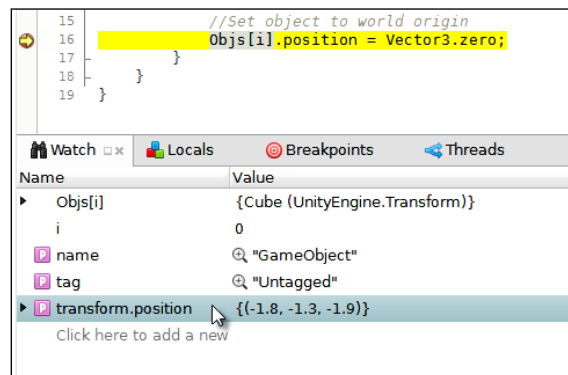 15 //Set object to world origin
16 Objs[i].position = Vector3.zero;
17 }
18 }
19 }
Watch Locals Breakpoints Threads
Name Value
Objs[i] {Cube (UnityEngine.Transform)}
i 0
P name "GameObject"
P tag "Untagged"
P transform.position {(-1.8, -1.3, -1.9)}
Click here to add a new